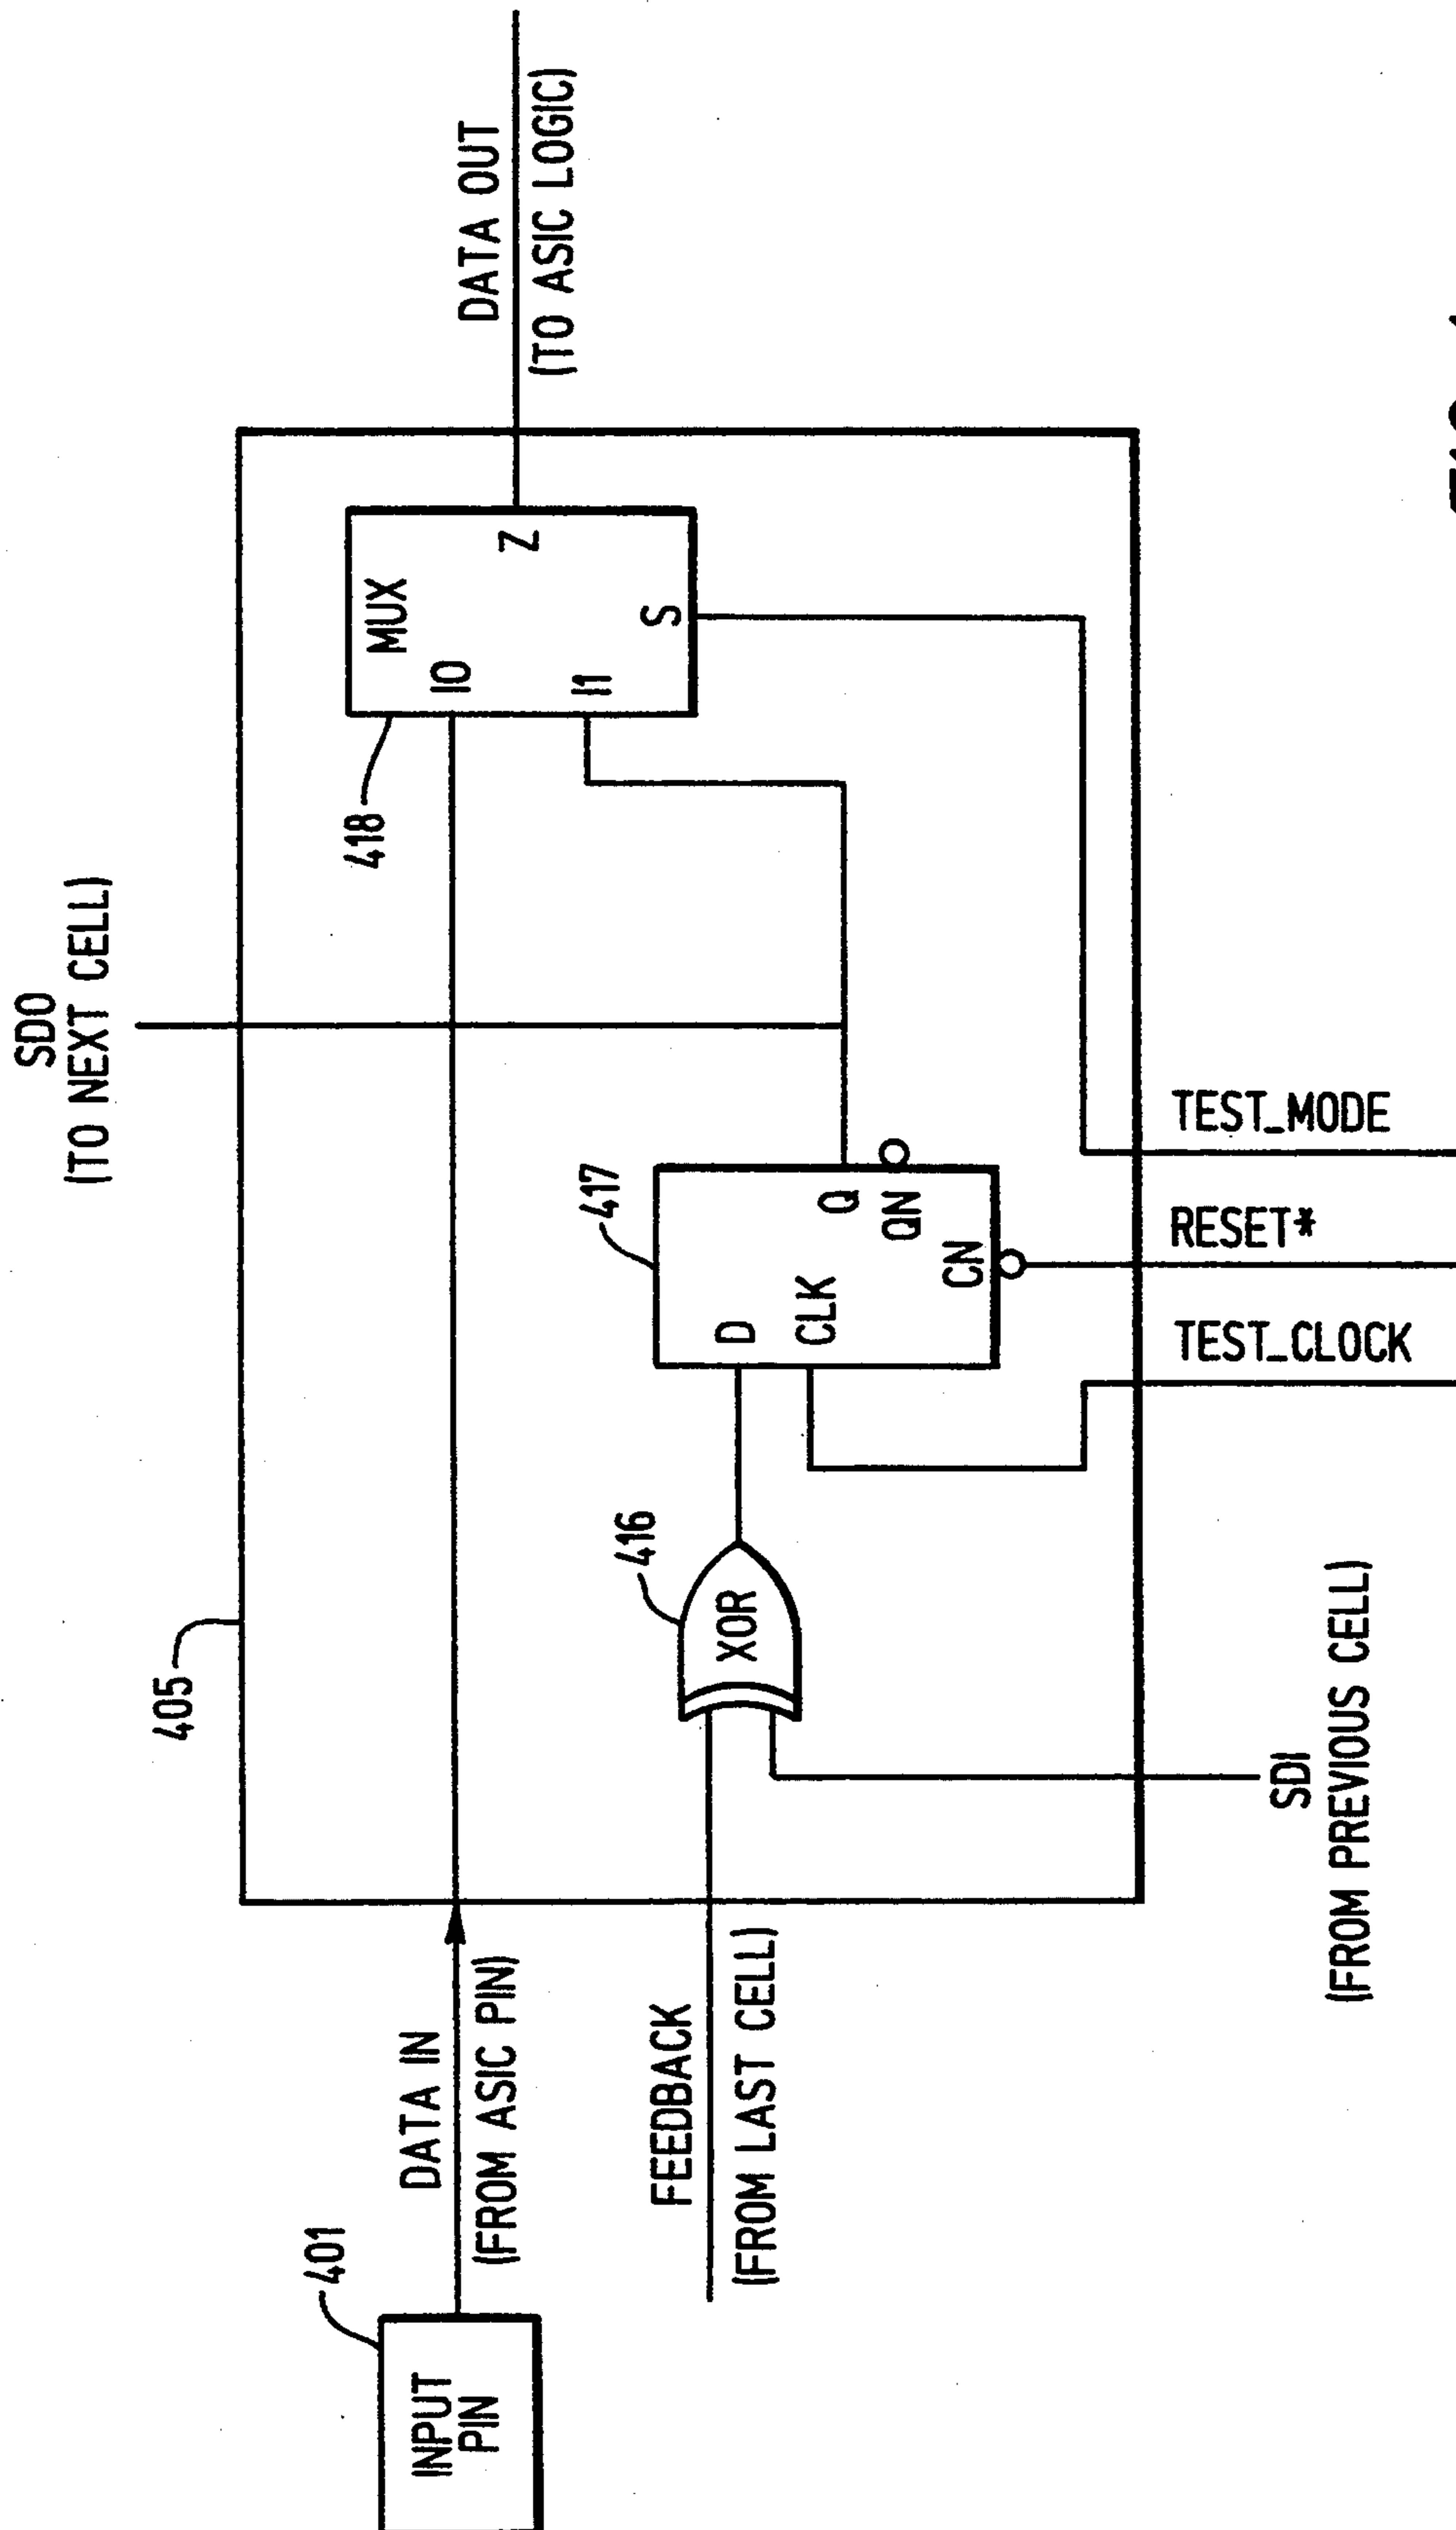 SDO
(TO NEXT CELL)
405
418
MUX
I0
I1
S
Z
DATA OUT
(TO ASIC LOGIC)
401
INPUT
PIN
DATA IN
(FROM ASIC PIN)
FEEDBACK
(FROM LAST CELL)
416
XOR
417
D
CLK
Q
QN
CN
SDI
(FROM PREVIOUS CELL)
TEST_CLOCK
RESET*
TEST_MODE